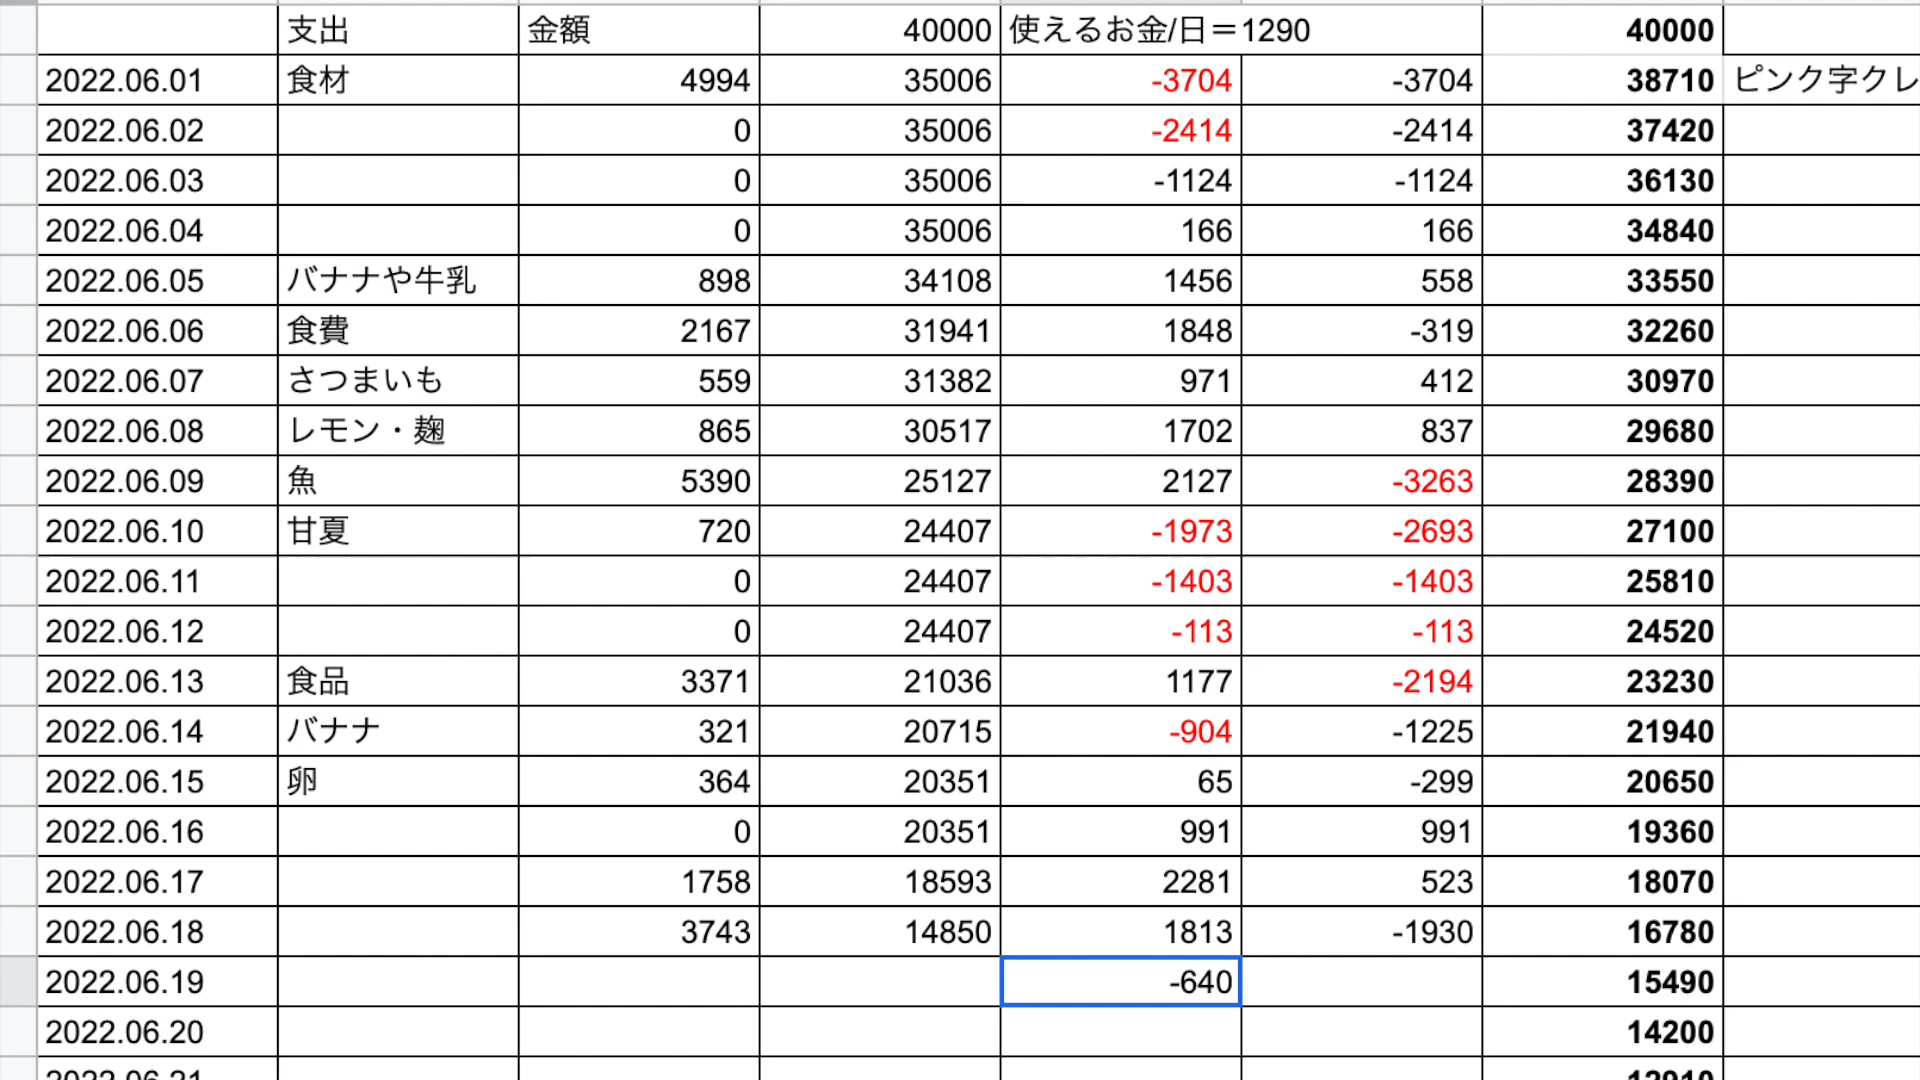 支出 金額 40000 使えるお金/日＝1290 40000
2022.06.01 食材 4994 35006 -3704 -3704 38710 ピンク字クレ
2022.06.02 0 35006 -2414 -2414 37420
2022.06.03 0 35006 -1124 -1124 36130
2022.06.04 0 35006 166 166 34840
2022.06.05 バナナや牛乳 898 34108 1456 558 33550
2022.06.06 食費 2167 31941 1848 -319 32260
2022.06.07 さつまいも 559 31382 971 412 30970
2022.06.08 レモン・麹 865 30517 1702 837 29680
2022.06.09 魚 5390 25127 2127 -3263 28390
2022.06.10 甘夏 720 24407 -1973 -2693 27100
2022.06.11 0 24407 -1403 -1403 25810
2022.06.12 0 24407 -113 -113 24520
2022.06.13 食品 3371 21036 1177 -2194 23230
2022.06.14 バナナ 321 20715 -904 -1225 21940
2022.06.15 卵 364 20351 65 -299 20650
2022.06.16 0 20351 991 991 19360
2022.06.17 1758 18593 2281 523 18070
2022.06.18 3743 14850 1813 -1930 16780
2022.06.19 -640 15490
2022.06.20 14200
2022.06.21 12910